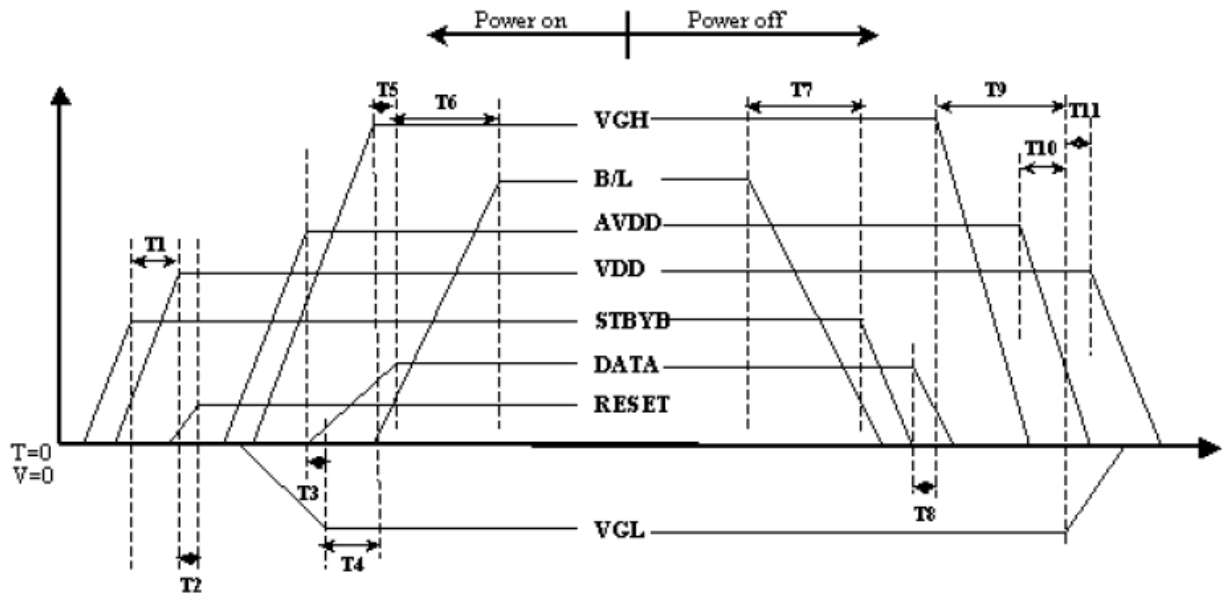 Power on
Power off
T5
T6
T7
T9
T11
VGH
T10
B/L
AVDD
T1
VDD
STBYB
DATA
RESET
T=0
V=0
T3
T8
VGL
T4
T2